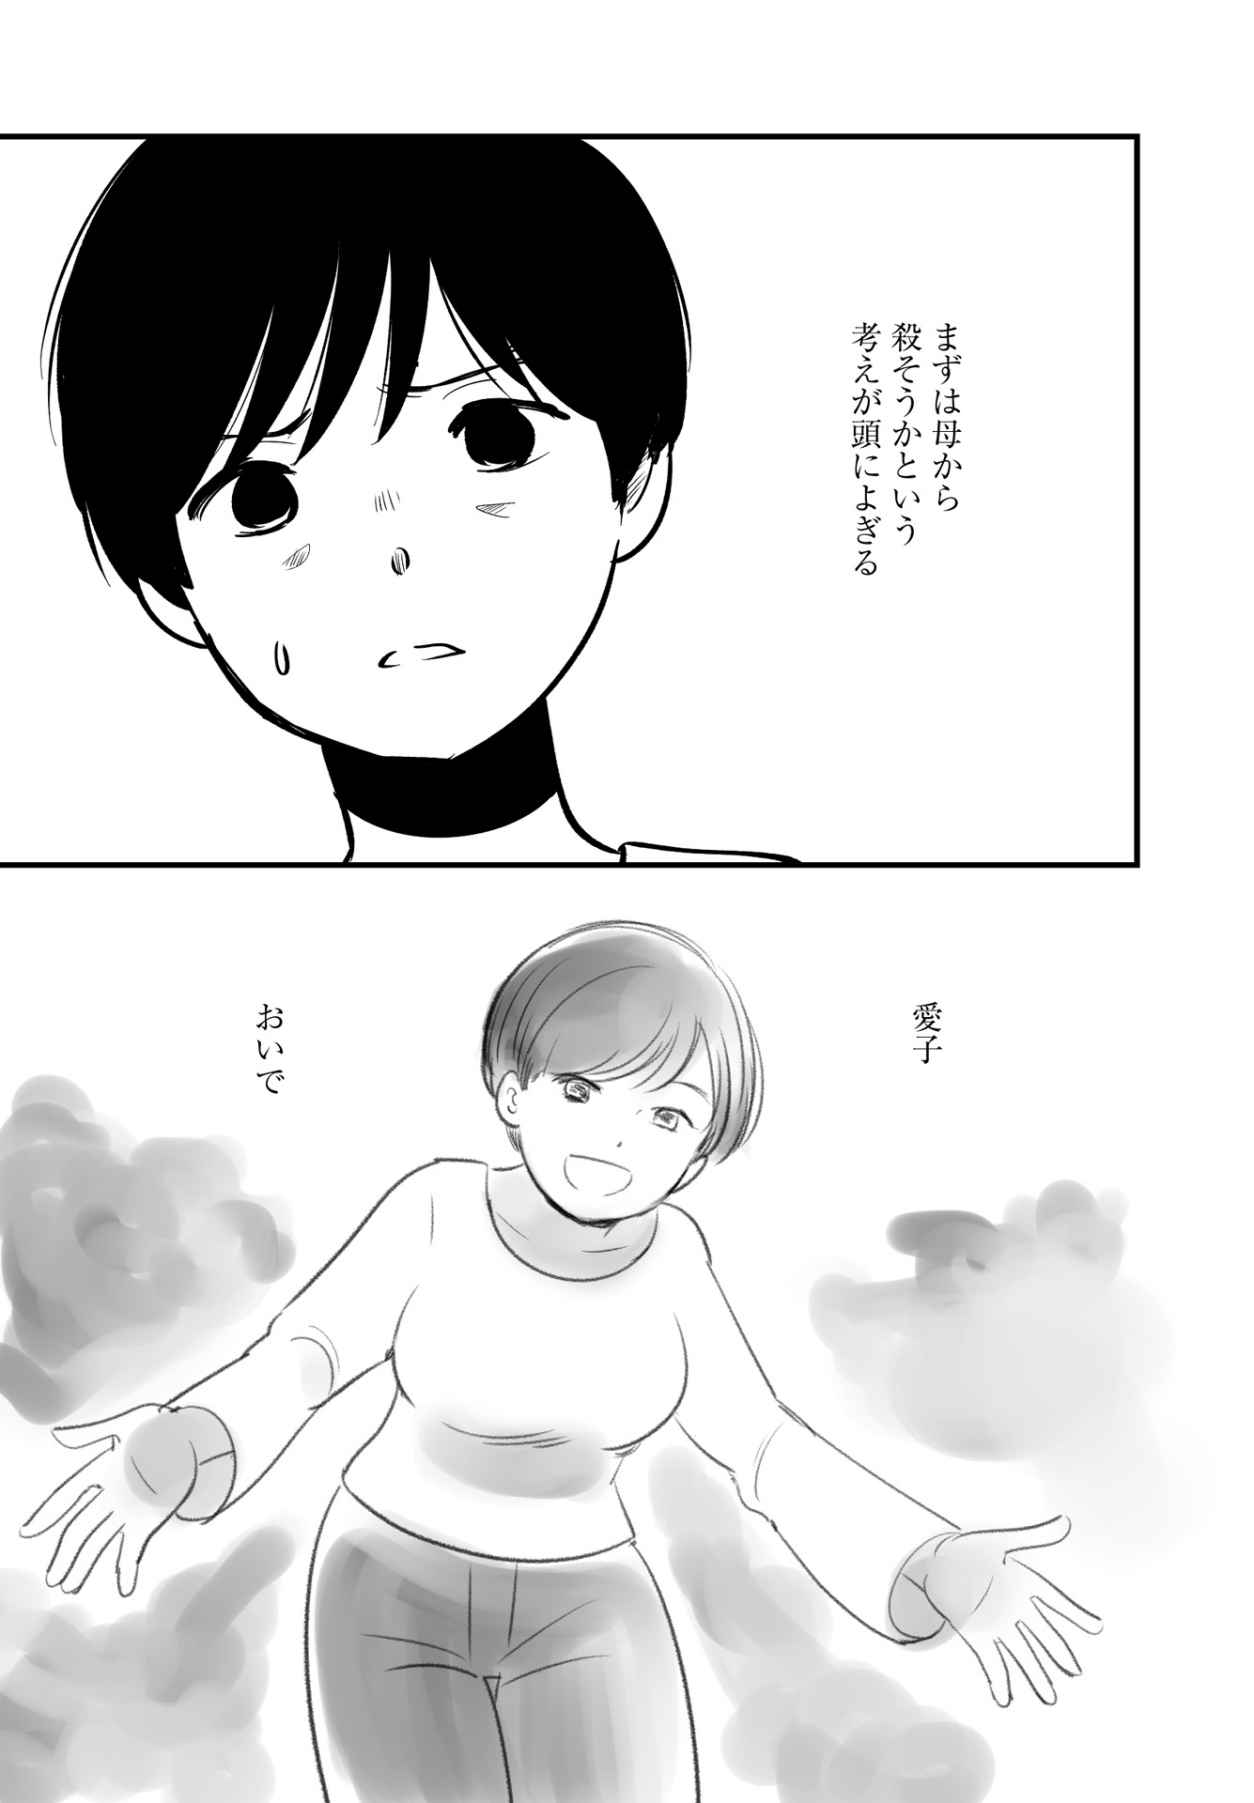 まずは母から
殺そうかという
考えが頭によぎる
愛子
おいで